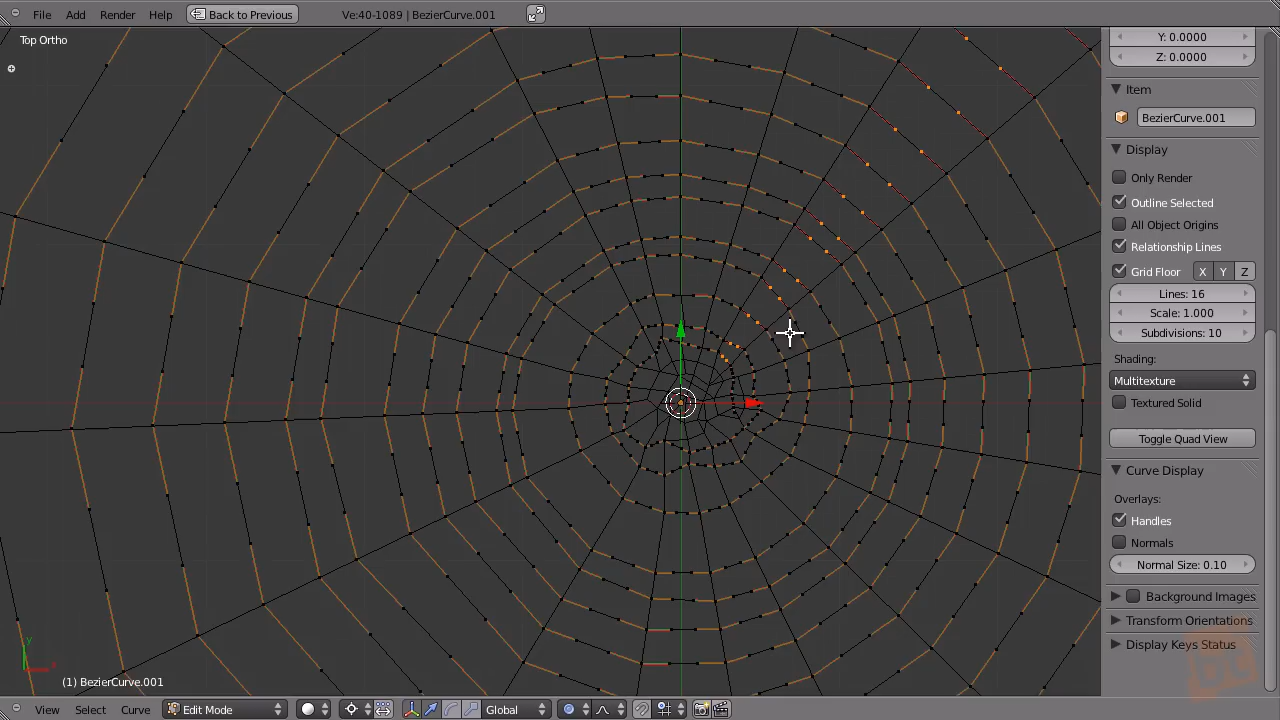 File Add Render Help Back to Previous Ve:40-1089 | BezierCurve.001
Top Ortho
Y: 0.0000
Z: 0.0000
Item
BezierCurve.001
Display
Only Render
Outline Selected
All Object Origins
Relationship Lines
Grid Floor X Y Z
Lines: 16
Scale: 1.000
Subdivisions: 10
Shading:
Multitexture
Textured Solid
Toggle Quad View
Curve Display
Overlays:
Handles
Normals
Normal Size: 0.10
Background Images
Transform Orientations
Display Keys Status
y
x
(1) BezierCurve.001
View Select Curve Edit Mode Global